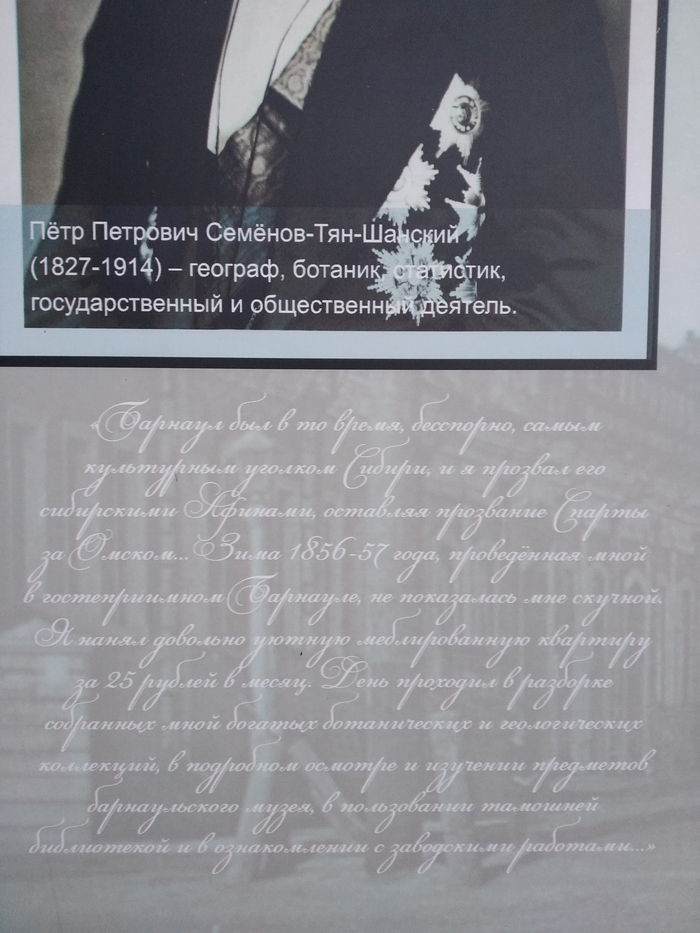 Пётр Петрович Семёнов-Тян-Шанский
(1827-1914) – географ, ботаник, статистик,
государственный и общественный деятель.
«Барнаул был в то время, бесспорно, самым
культурным уголком Сибири, и я прозвал его
сибирскими Афинами, оставляя прозвание Спарты
за Омском... Зима 1856-57 года, проведённая мной
в гостеприимном Барнауле, не показалась мне скучной.
Я нанял довольно уютную меблированную квартиру
за 25 рублей в месяц. День проходил в разборке
собранных мной богатых ботанических и геологических
коллекций, в подробном осмотре и изучении предметов
барнаульского музея, в пользовании тамошней
библиотекой и в ознакомлении с заводскими работами...»